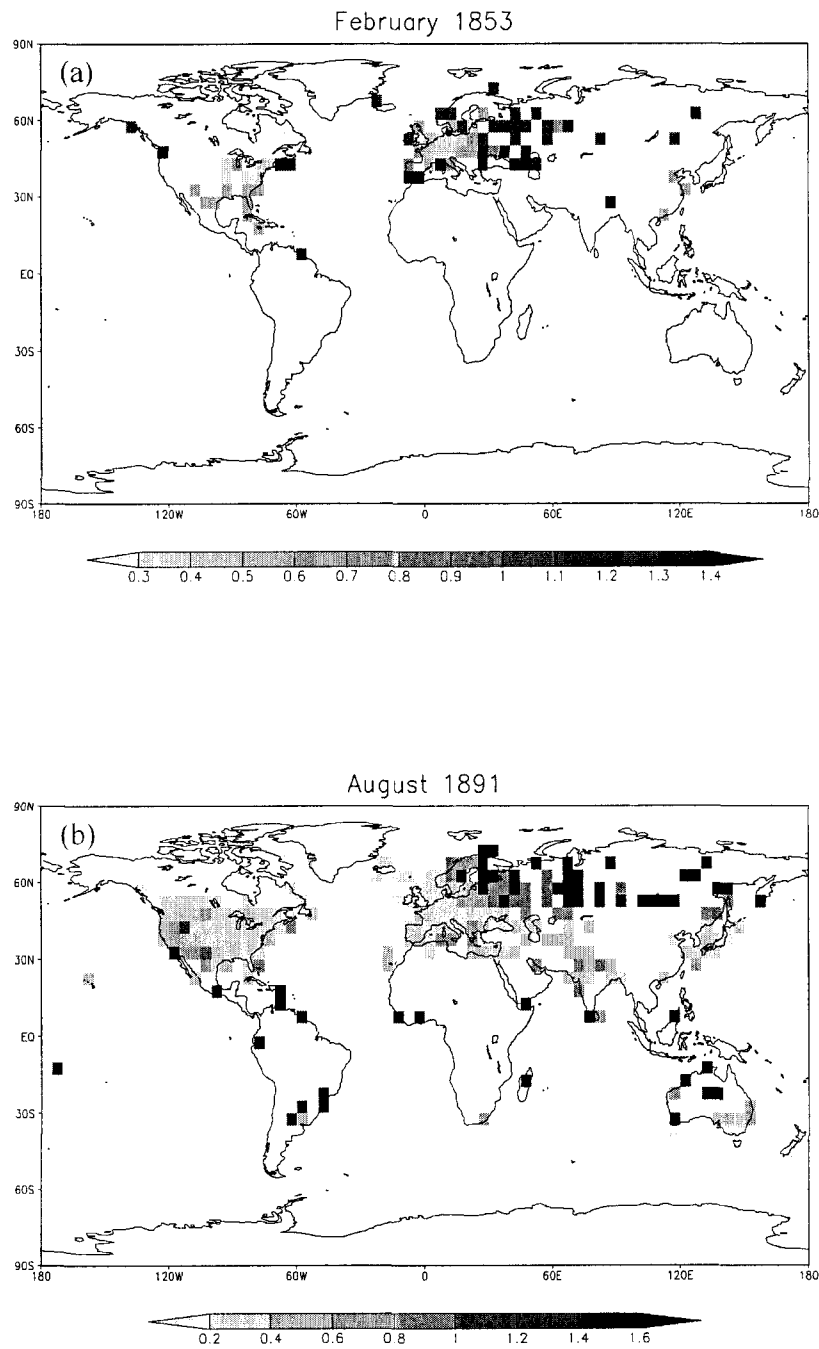 February 1853
(a)
90N
60N
30N
EQ
30S
60S
90S
180 120W 60W 0 60E 120E 180
0.3 0.4 0.5 0.6 0.7 0.8 0.9 1 1.1 1.2 1.3 1.4
August 1891
(b)
90N
60N
30N
EQ
30S
60S
90S
180 120W 60W 0 60E 120E 180
0.2 0.4 0.6 0.8 1 1.2 1.4 1.6